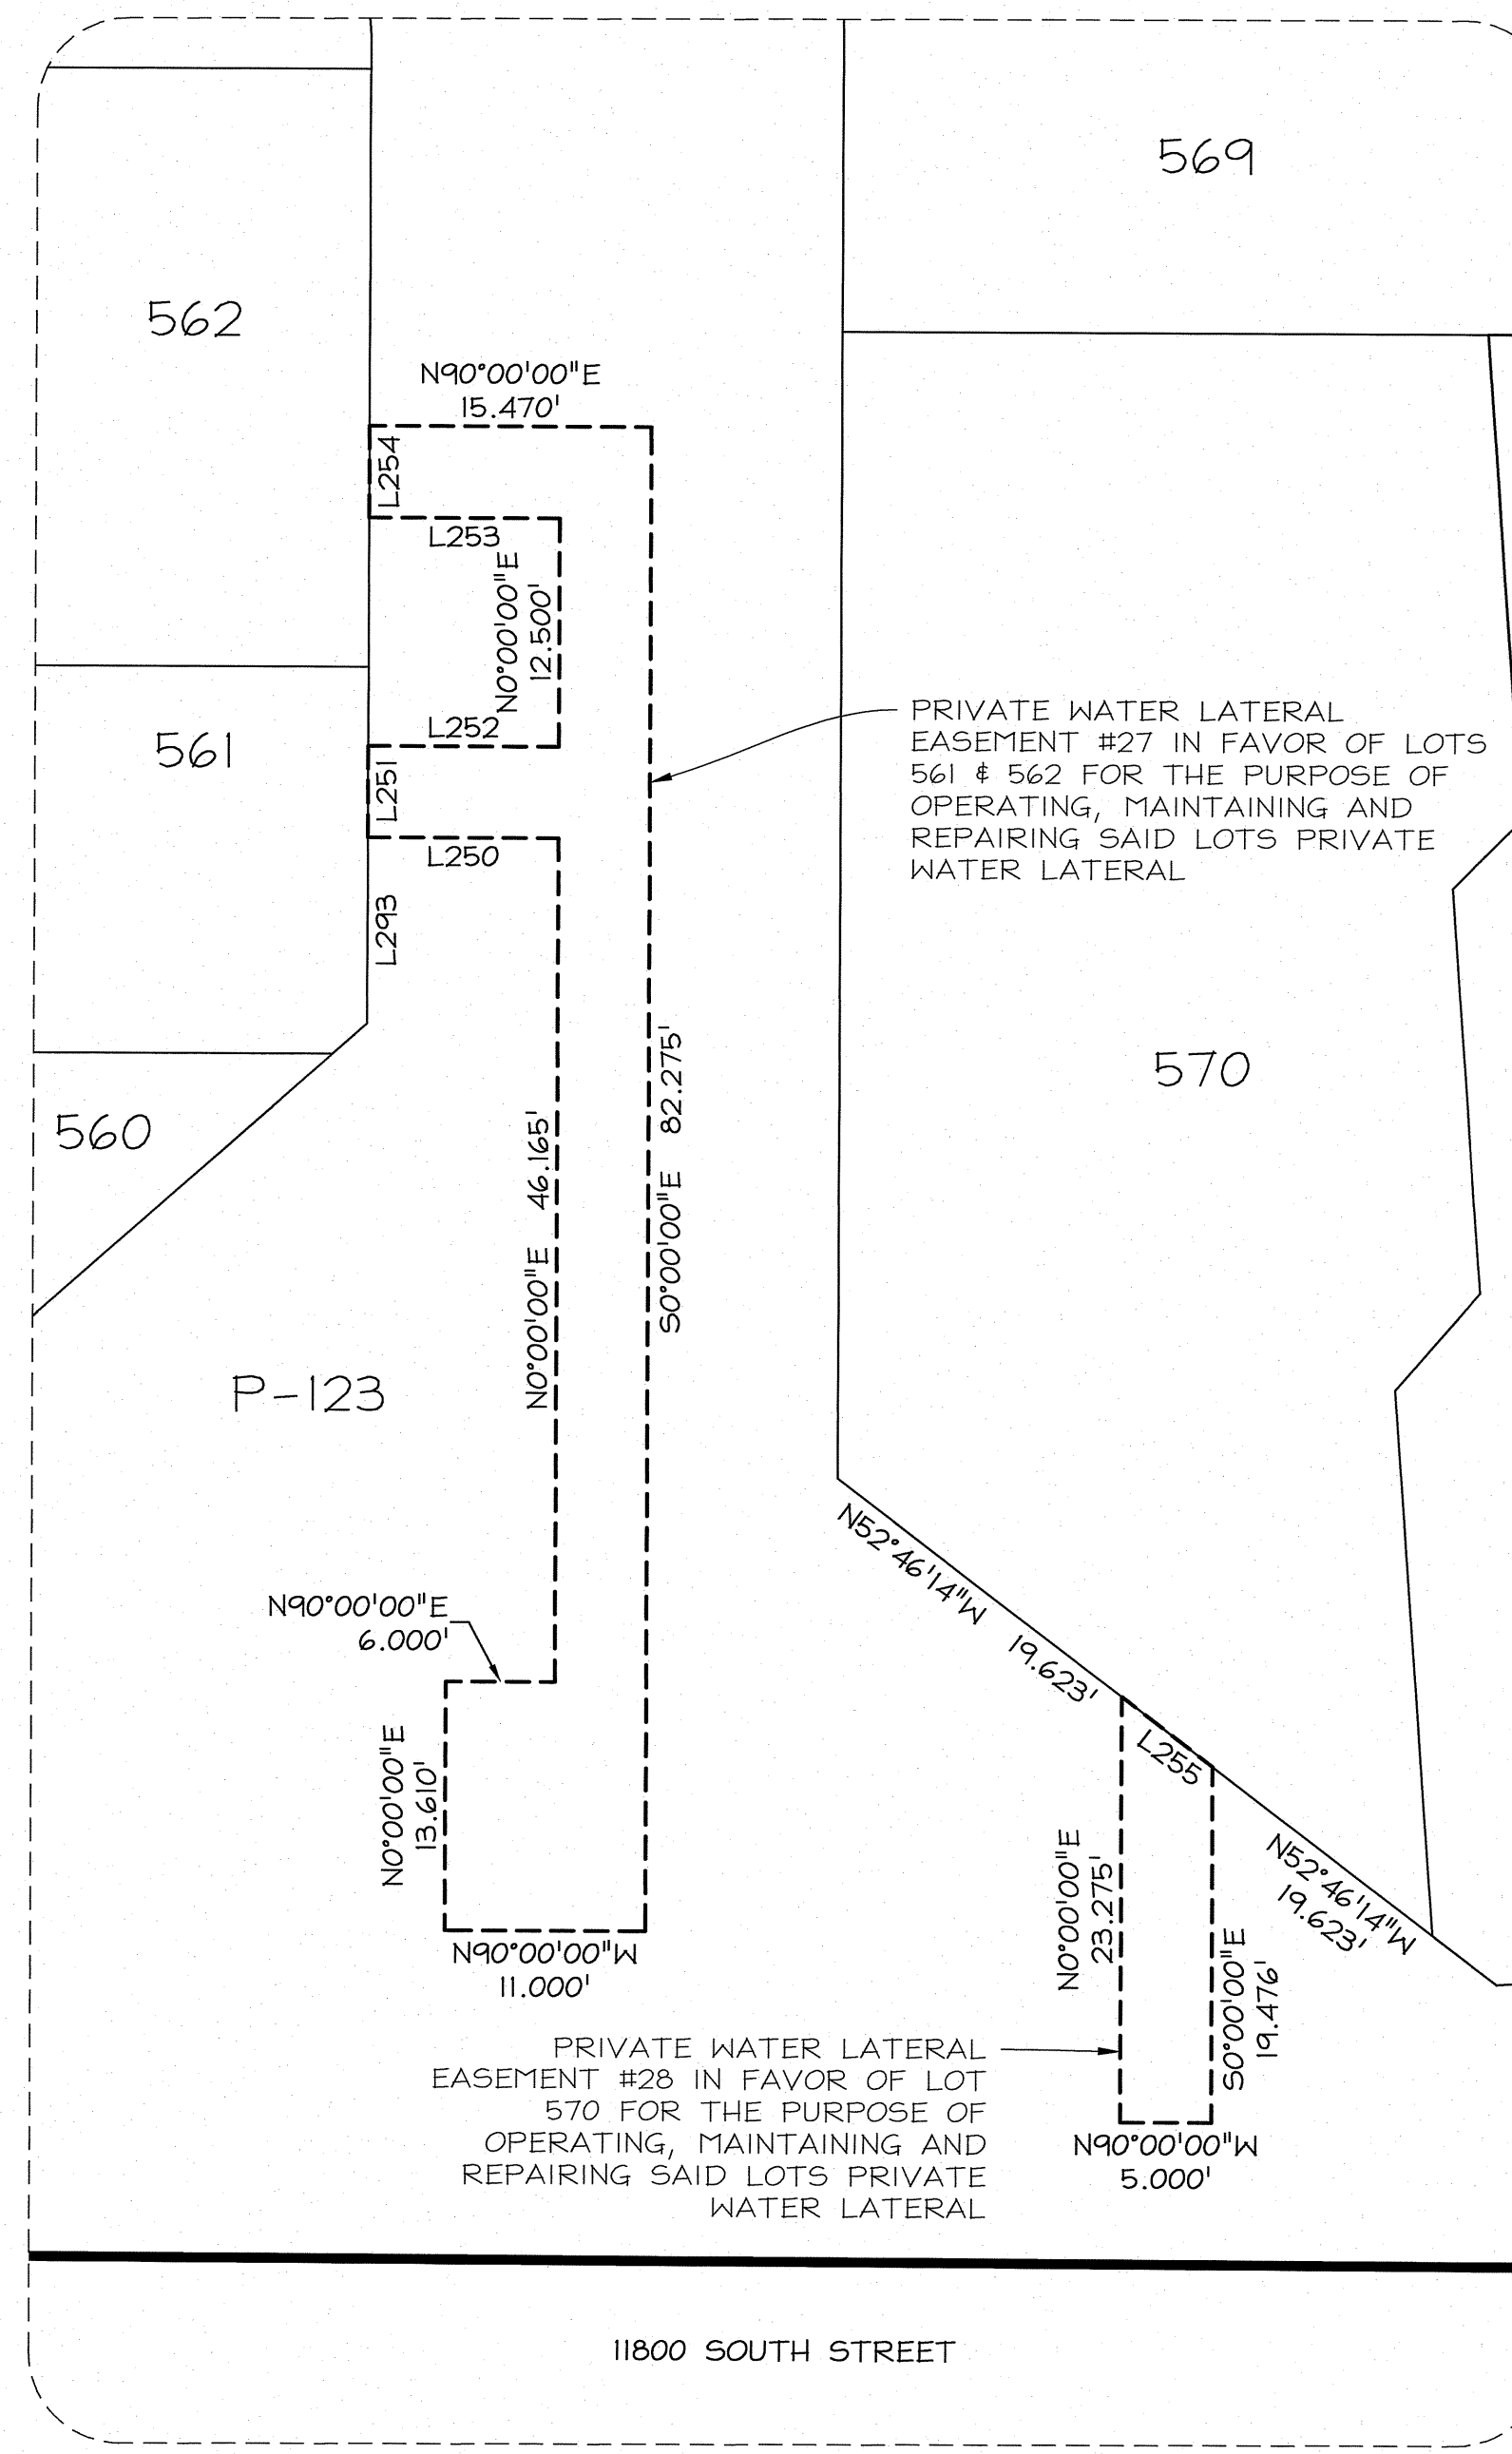 569
562
N90°00'00"E
15.470'
L254
L253
N0°00'00"E
12.500'
L252
561
L251
PRIVATE WATER LATERAL
EASEMENT #27 IN FAVOR OF LOTS
561 & 562 FOR THE PURPOSE OF
OPERATING, MAINTAINING AND
REPAIRING SAID LOTS PRIVATE
WATER LATERAL
L250
L293
570
560
N0°00'00"E 46.165'
S0°00'00"E 82.275'
P-123
N52°46'14"W 19.623'
N90°00'00"E
6.000'
L255
N0°00'00"E
13.610'
N90°00'00"W
11.000'
N0°00'00"E
23.275'
N52°46'14"W
19.623'
S0°00'00"E
19.476'
PRIVATE WATER LATERAL
EASEMENT #28 IN FAVOR OF LOT
570 FOR THE PURPOSE OF
OPERATING, MAINTAINING AND
REPAIRING SAID LOTS PRIVATE
WATER LATERAL
N90°00'00"W
5.000'
11800 SOUTH STREET